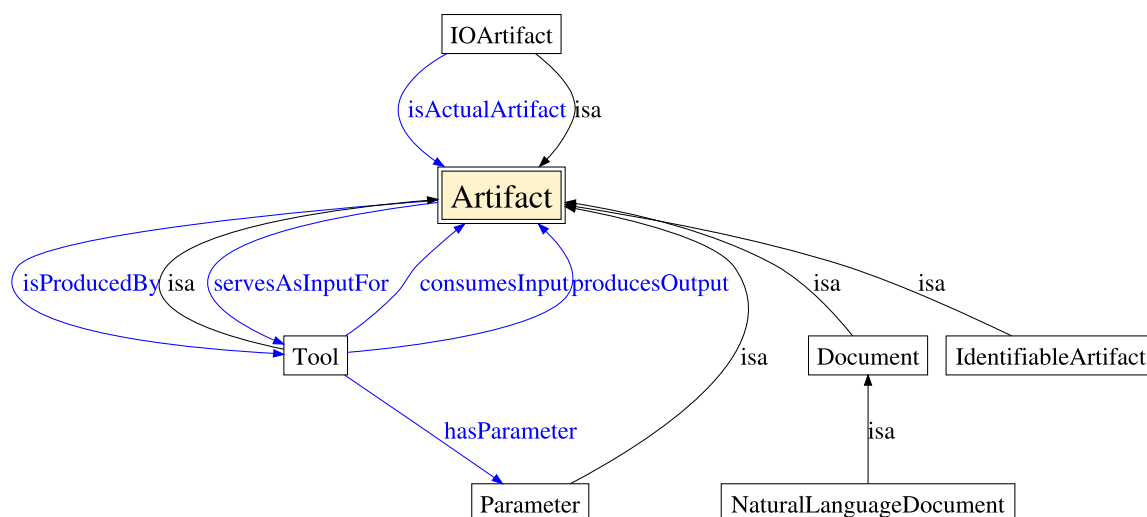 IOArtifact
isActualArtifact
isa
Artifact
isProducedBy
isa
servesAsInputFor
consumesInput
producesOutput
isa
isa
Tool
isa
Document
IdentifiableArtifact
hasParameter
isa
Parameter
NaturalLanguageDocument